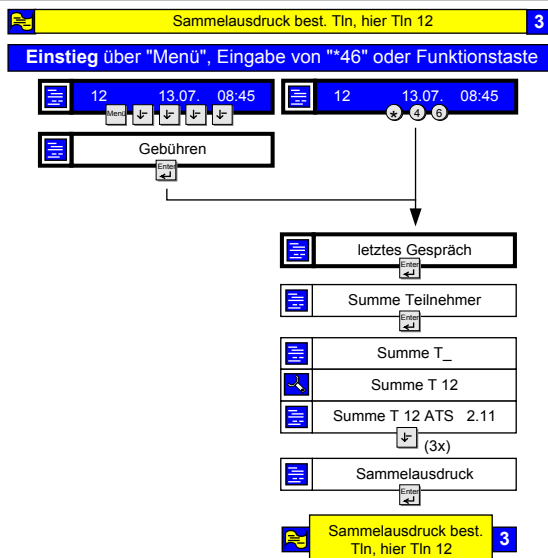 Sammelausdruck best. Tln, hier Tln 12 3
Einstieg über "Menü", Eingabe von "*46" oder Funktionstaste
12 13.07. 08:45
Menü
Gebühren
Enter
12 13.07. 08:45
* 4 6
letztes Gespräch
Enter
Summe Teilnehmer
Enter
Summe T_
Summe T 12
Summe T 12 ATS 2.11
(3x)
Sammelausdruck
Enter
Sammelausdruck best.
Tln, hier Tln 12 3